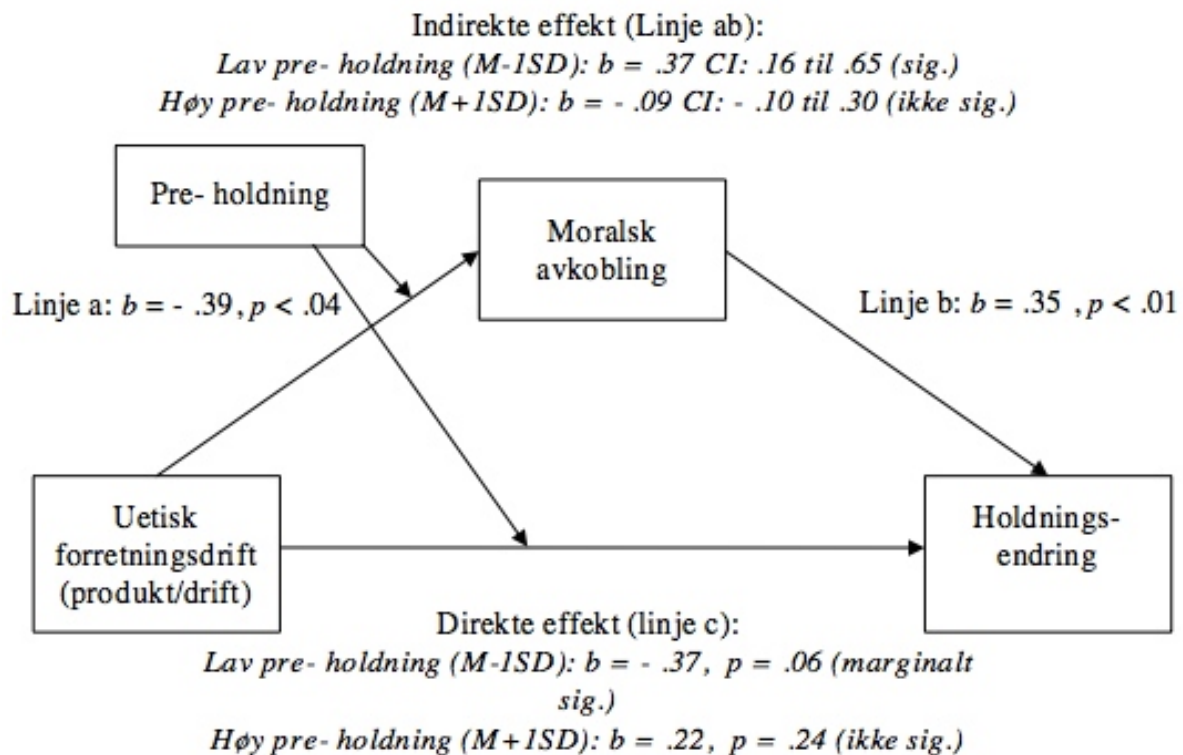 Indirekte effekt (Linje ab):
Lav pre- holdning (M-1SD): b = .37 CI: .16 til .65 (sig.)
Høy pre- holdning (M+1SD): b = - .09 CI: - .10 til .30 (ikke sig.)
Pre- holdning
Moralsk
avkobling
Linje a: b = - .39, p < .04
Linje b: b = .35 , p < .01
Uetisk
forretningsdrift
(produkt/drift)
Holdnings-
endring
Direkte effekt (linje c):
Lav pre- holdning (M-1SD): b = - .37, p = .06 (marginalt
sig.)
Høy pre- holdning (M+1SD): b = .22, p = .24 (ikke sig.)